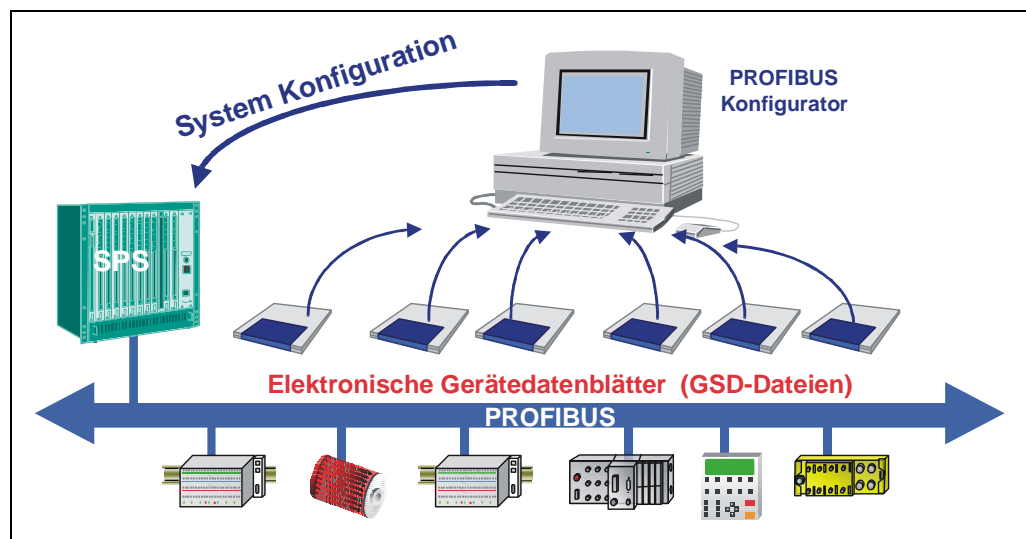 System Konfiguration
PROFIBUS
Konfigurator
SPS
Elektronische Gerätedatenblätter (GSD-Dateien)
PROFIBUS